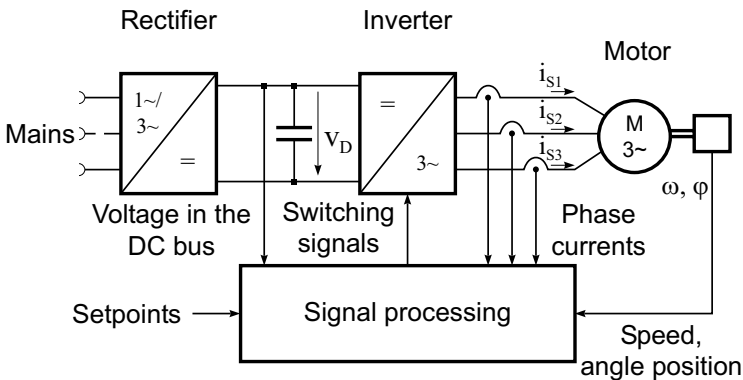 Rectifier
Inverter
Motor
Mains
1~/
3~
=
V_D
=
3~
i_S1
i_S2
i_S3
M
3~
ω, φ
Voltage in the
DC bus
Switching
signals
Phase
currents
Setpoints
Signal processing
Speed,
angle position